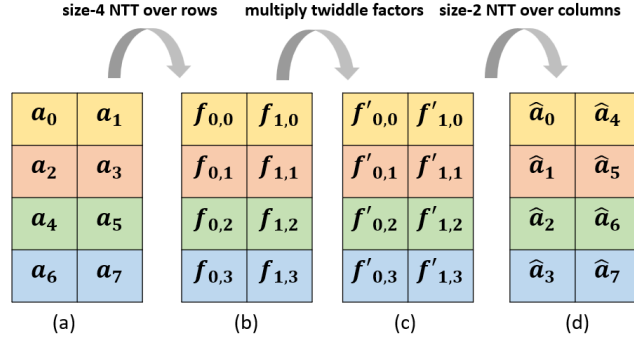 size-4 NTT over rows multiply twiddle factors size-2 NTT over columns
a₀ a₁ f₀,₀ f₁,₀ f'₀,₀ f'₁,₀ â₀ â₄
a₂ a₃ f₀,₁ f₁,₁ f'₀,₁ f'₁,₁ â₁ â₅
a₄ a₅ f₀,₂ f₁,₂ f'₀,₂ f'₁,₂ â₂ â₆
a₆ a₇ f₀,₃ f₁,₃ f'₀,₃ f'₁,₃ â₃ â₇
(a) (b) (c) (d)